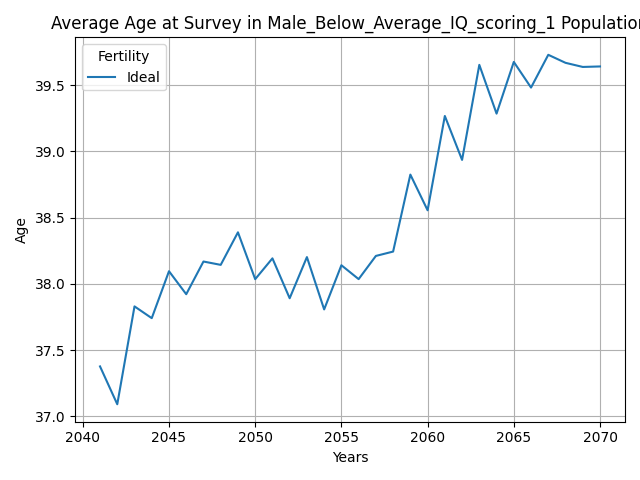 Average Age at Survey in Male_Below_Average_IQ_scoring_1 Population
Fertility
Ideal
39.5
39.0
38.5
38.0
37.5
37.0
Age
2040 2045 2050 2055 2060 2065 2070
Years